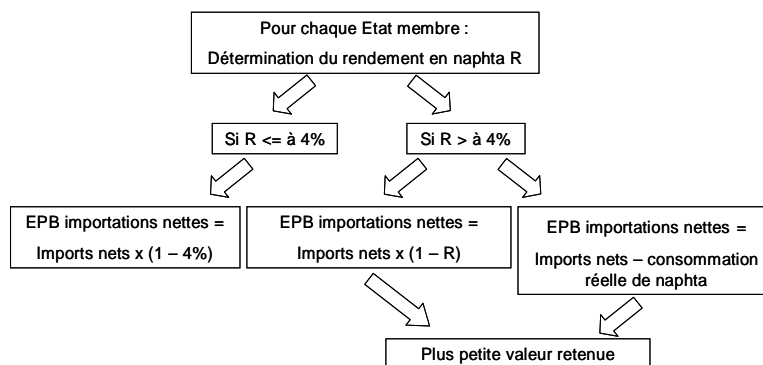 Pour chaque Etat membre :
Détermination du rendement en naphta R
Si R <= à 4%
Si R > à 4%
EPB importations nettes =
Imports nets x (1 – 4%)
EPB importations nettes =
Imports nets x (1 – R)
EPB importations nettes =
Imports nets – consommation
réelle de naphta
Plus petite valeur retenue